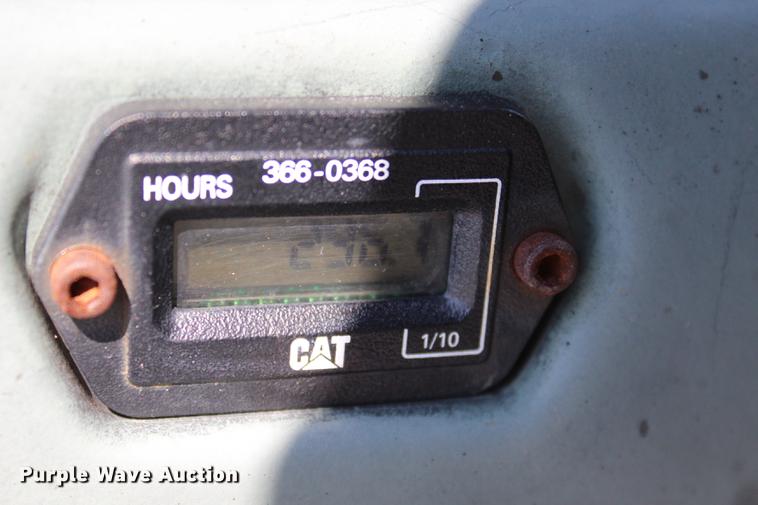 HOURS 366-0368
CAT
1/10
Purple Wave Auction